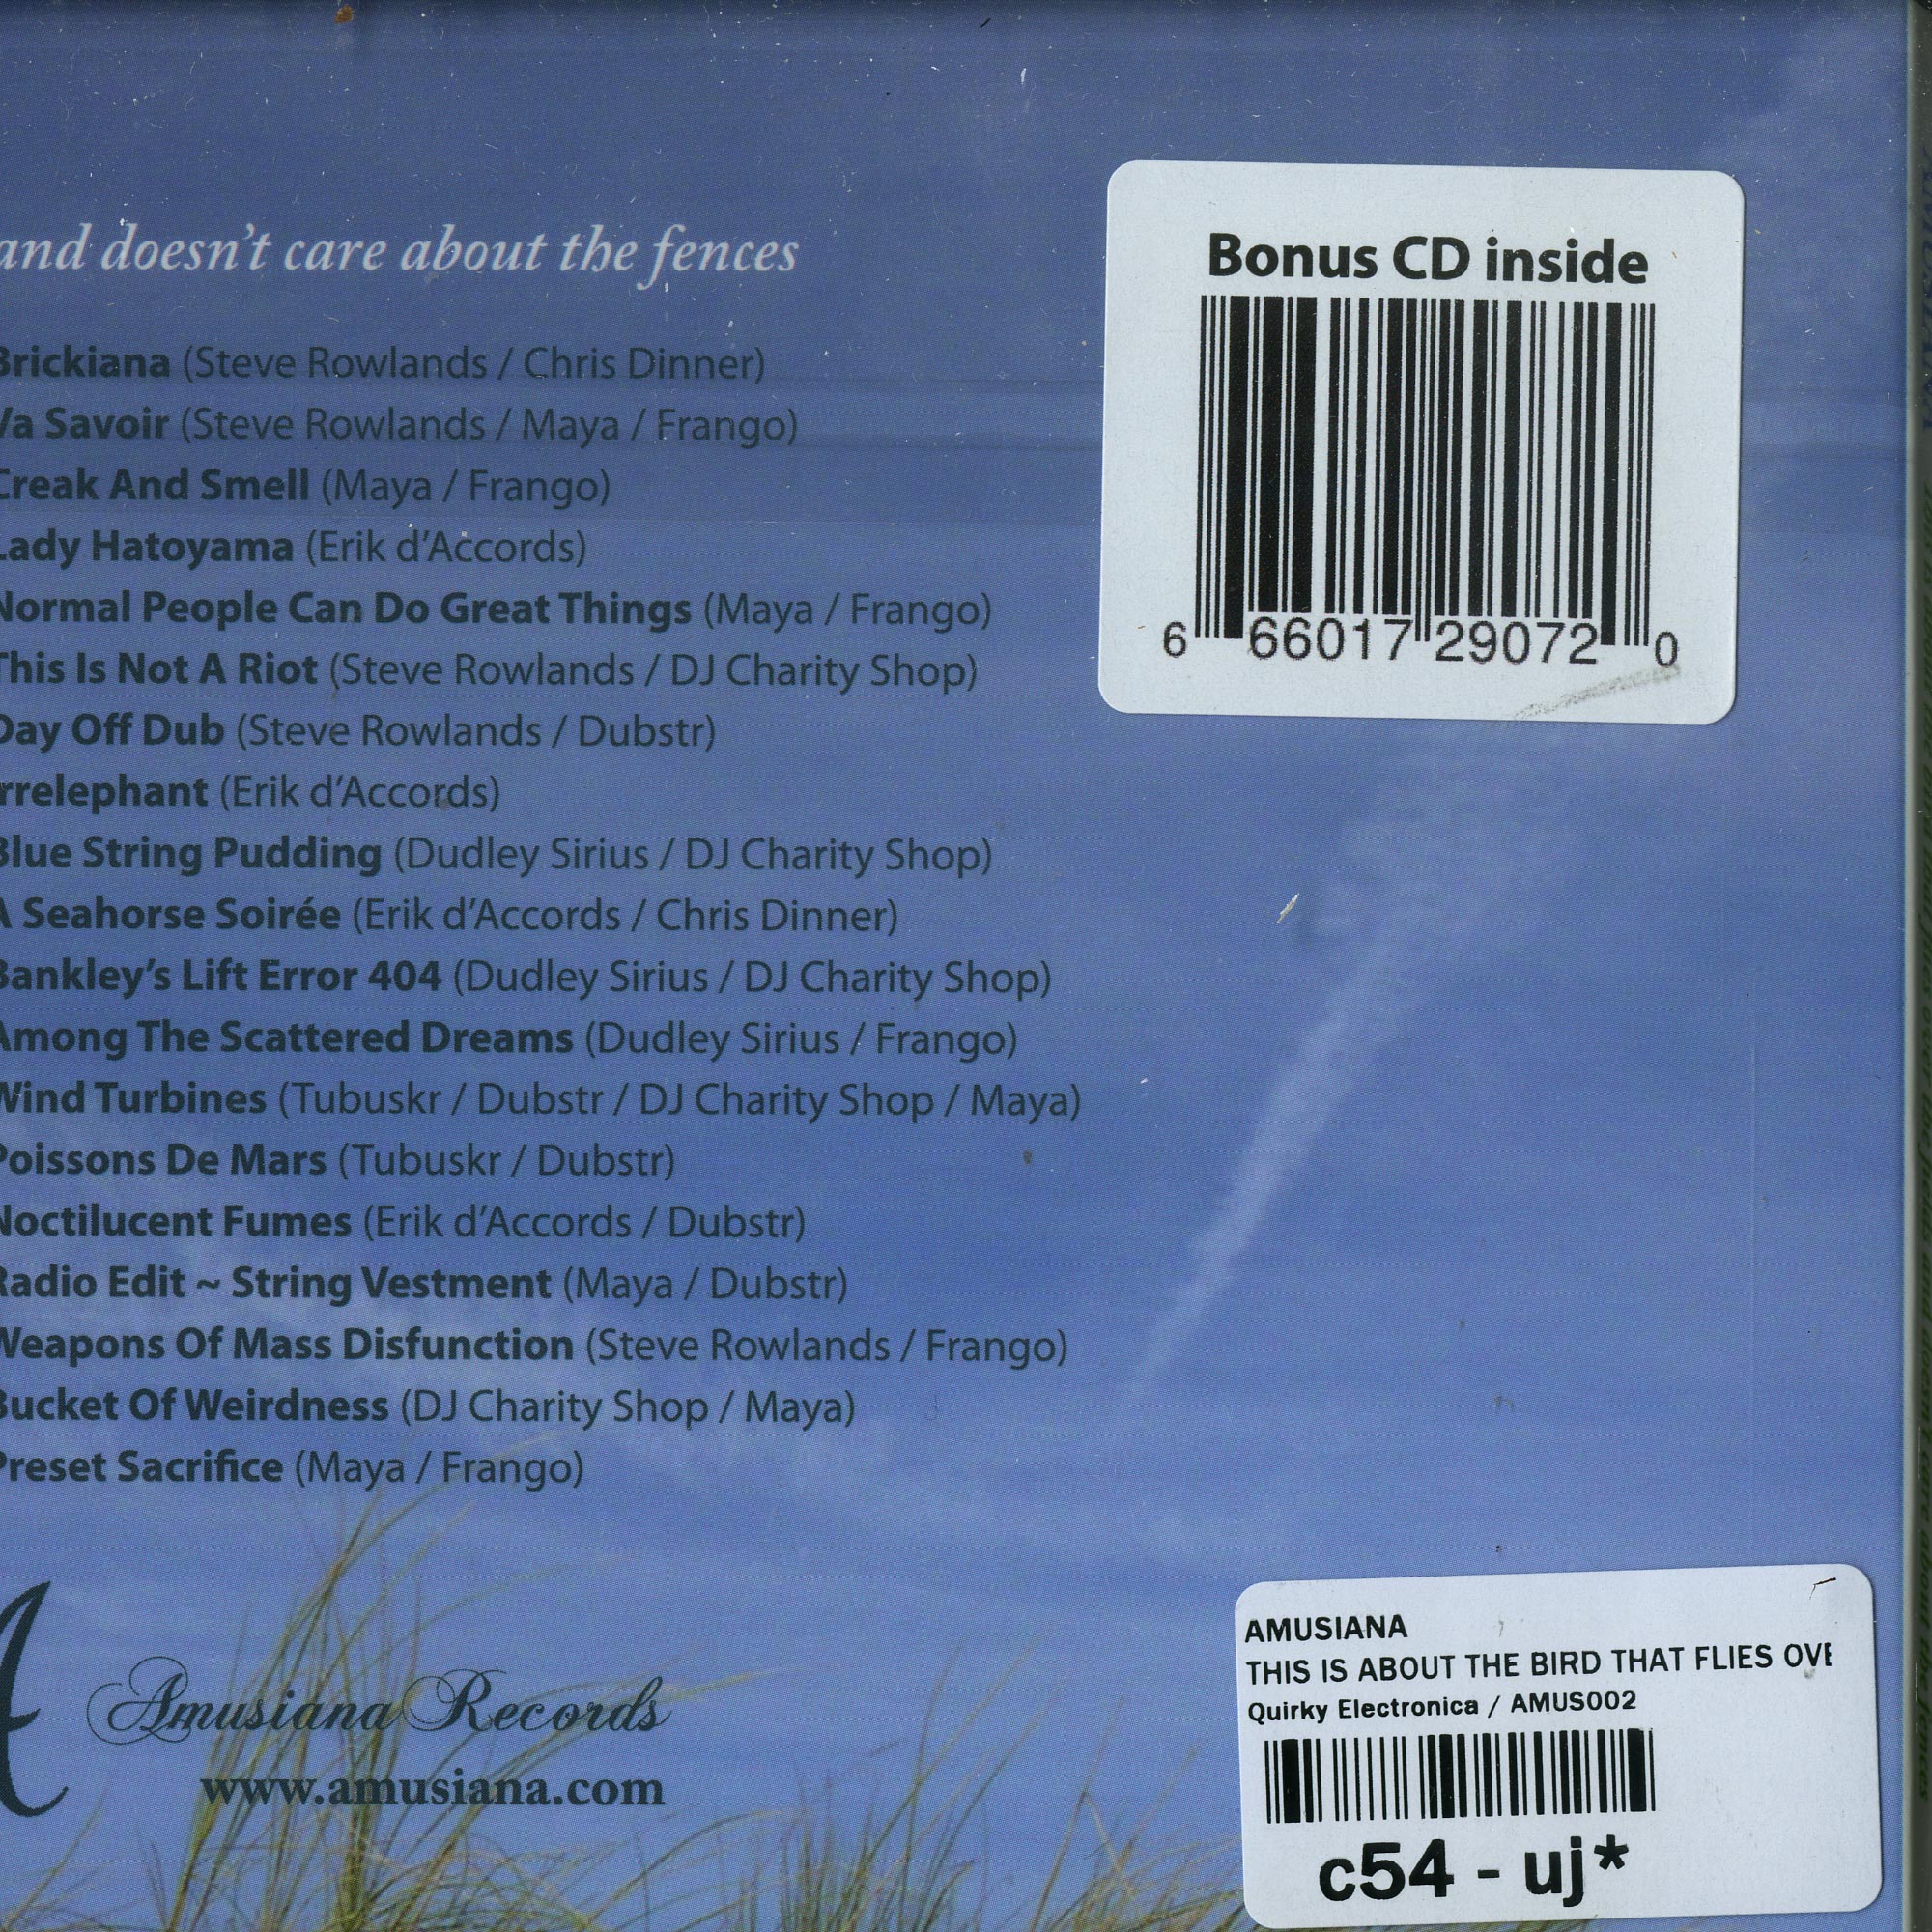 and doesn't care about the fences
Bonus CD inside
6 66017 29072 0
Brickiana (Steve Rowlands / Chris Dinner)
Va Savoir (Steve Rowlands / Maya / Frango)
Creak And Smell (Maya / Frango)
Lady Hatoyama (Erik d'Accords)
Normal People Can Do Great Things (Maya / Frango)
This Is Not A Riot (Steve Rowlands / DJ Charity Shop)
Day Off Dub (Steve Rowlands / Dubstr)
Irrelephant (Erik d'Accords)
Blue String Pudding (Dudley Sirius / DJ Charity Shop)
A Seahorse Soirée (Erik d'Accords / Chris Dinner)
Bankley's Lift Error 404 (Dudley Sirius / DJ Charity Shop)
Among The Scattered Dreams (Dudley Sirius / Frango)
Wind Turbines (Tubuskr / Dubstr / DJ Charity Shop / Maya)
Poissons De Mars (Tubuskr / Dubstr)
Noctilucent Fumes (Erik d'Accords / Dubstr)
Radio Edit ~ String Vestment (Maya / Dubstr)
Weapons Of Mass Disfunction (Steve Rowlands / Frango)
Bucket Of Weirdness (DJ Charity Shop / Maya)
Preset Sacrifice (Maya / Frango)
A
Amusiana Records
www.amusiana.com
AMUSIANA
THIS IS ABOUT THE BIRD THAT FLIES OVE
Quirky Electronica / AMUS002
c54 - uj*